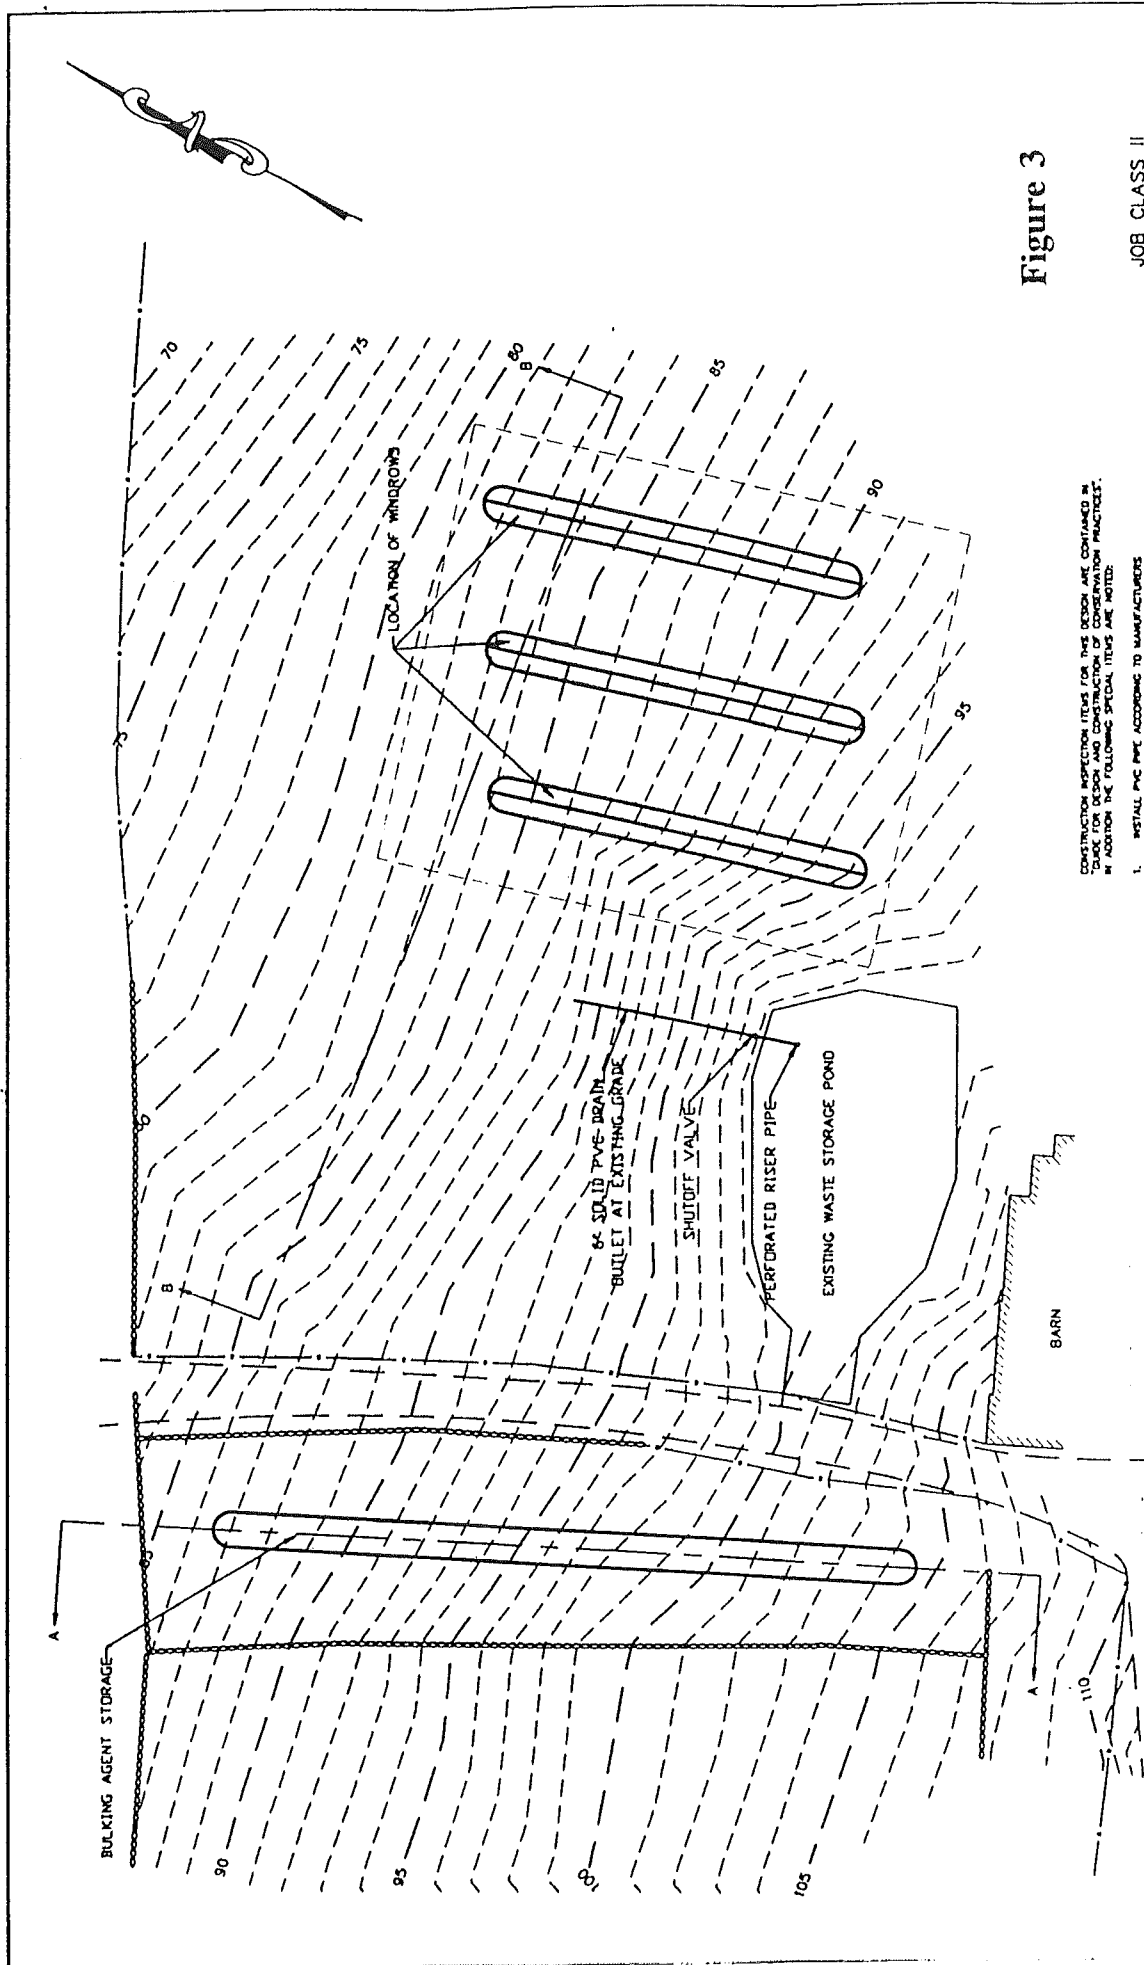 Figure 3
JOB CLASS II
CONSTRUCTION INSPECTION ITEMS FOR THIS DESIGN ARE CONTAINED IN
"GUIDE FOR DESIGN AND CONSTRUCTION OF CONSERVATION PRACTICES".
IN ADDITION THE FOLLOWING SPECIAL ITEMS ARE NOTED:
1. INSTALL PVC PIPE ACCORDING TO MANUFACTURERS
70
75
80
B
85
90
95
LOCATION OF WINDROWS
SOLID PVC DRAIN
OUTLET AT EXISTING GRADE
SHUTOFF VALVE
PERFORATED RISER PIPE
EXISTING WASTE STORAGE POND
B
BARN
A
BULKING AGENT STORAGE
A
110
90
95
100
105